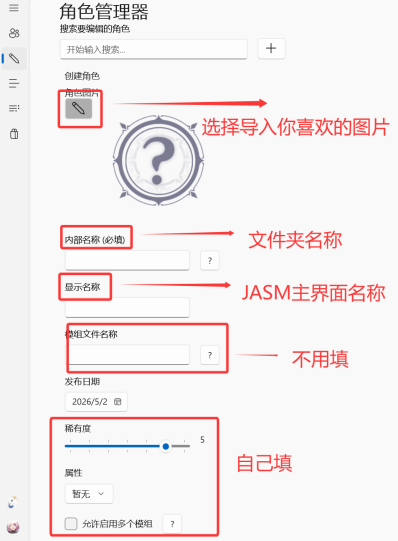 角色管理器
搜索要编辑的角色
开始输入搜索...
创建角色
角色图片
选择导入你喜欢的图片
内部名称 (必填)
文件夹名称
?
显示名称
JASM主界面名称
模组文件名称
?
不用填
发布日期
2026/5/2
稀有度
5
自己填
属性
暂无
允许启用多个模组
?